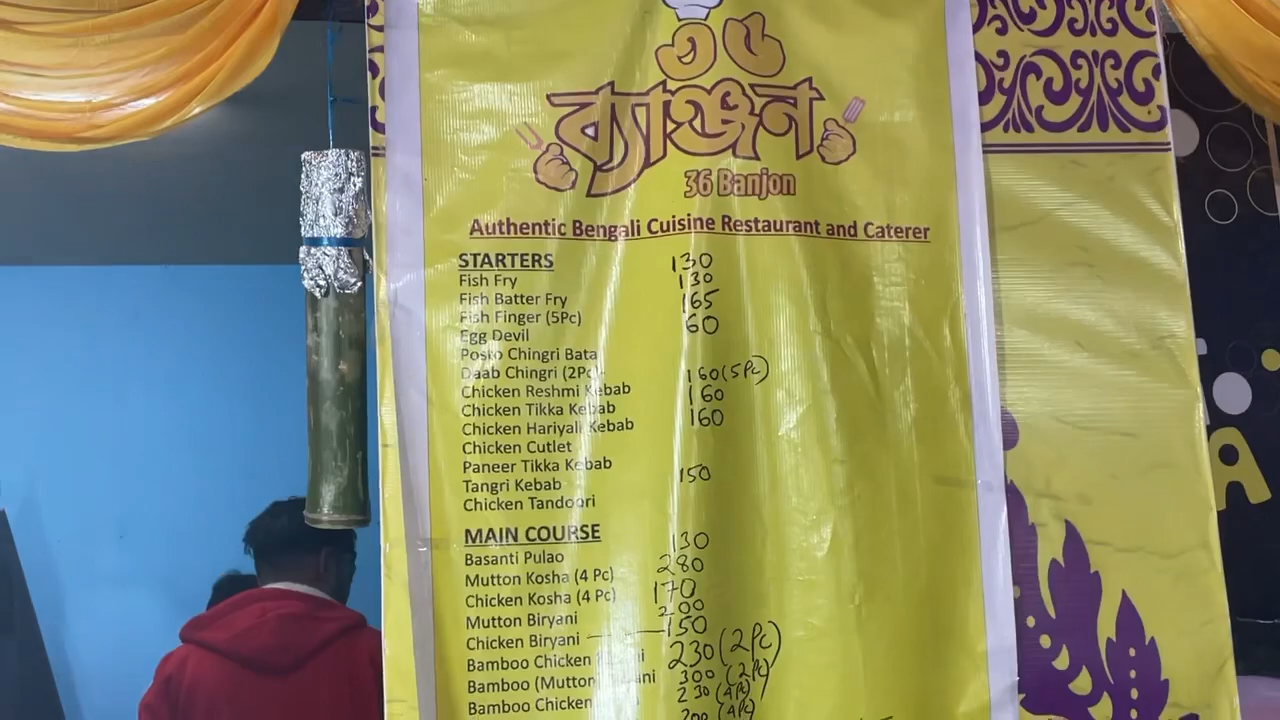 ৩৬
ব্যাঞ্জন
36 Banjon
Authentic Bengali Cuisine Restaurant and Caterer
STARTERS
Fish Fry 130
Fish Batter Fry 130
Fish Finger (5Pc) 165
Egg Devil 60
Posto Chingri Bata
Daab Chingri (2Pc)
Chicken Reshmi Kebab 160 (5Pc)
Chicken Tikka Kebab 160
Chicken Hariyali Kebab 160
Chicken Cutlet
Paneer Tikka Kebab
Tangri Kebab 150
Chicken Tandoori
MAIN COURSE
Basanti Pulao 130
Mutton Kosha (4 Pc) 280
Chicken Kosha (4 Pc) 170
Mutton Biryani 200
Chicken Biryani 150
Bamboo Chicken 230 (2Pc)
Bamboo (Mutton) 300 (2Pc)
Bamboo Chicken 230 (4Pc)
200 (4Pc)